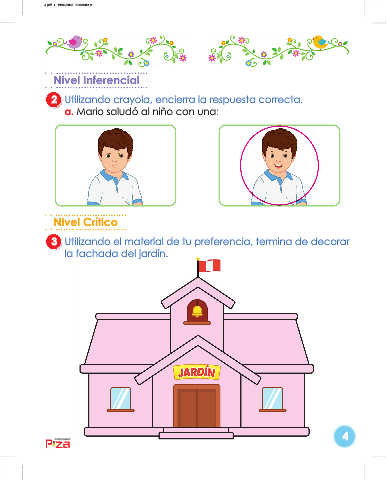 Nivel Inferencial
2 Utilizando crayola, encierra la respuesta correcta.
a. Mario saludó al niño con una:
Nivel Crítico
3 Utilizando el material de tu preferencia, termina de decorar
la fachada del jardín.
JARDÍN
PIZA
4